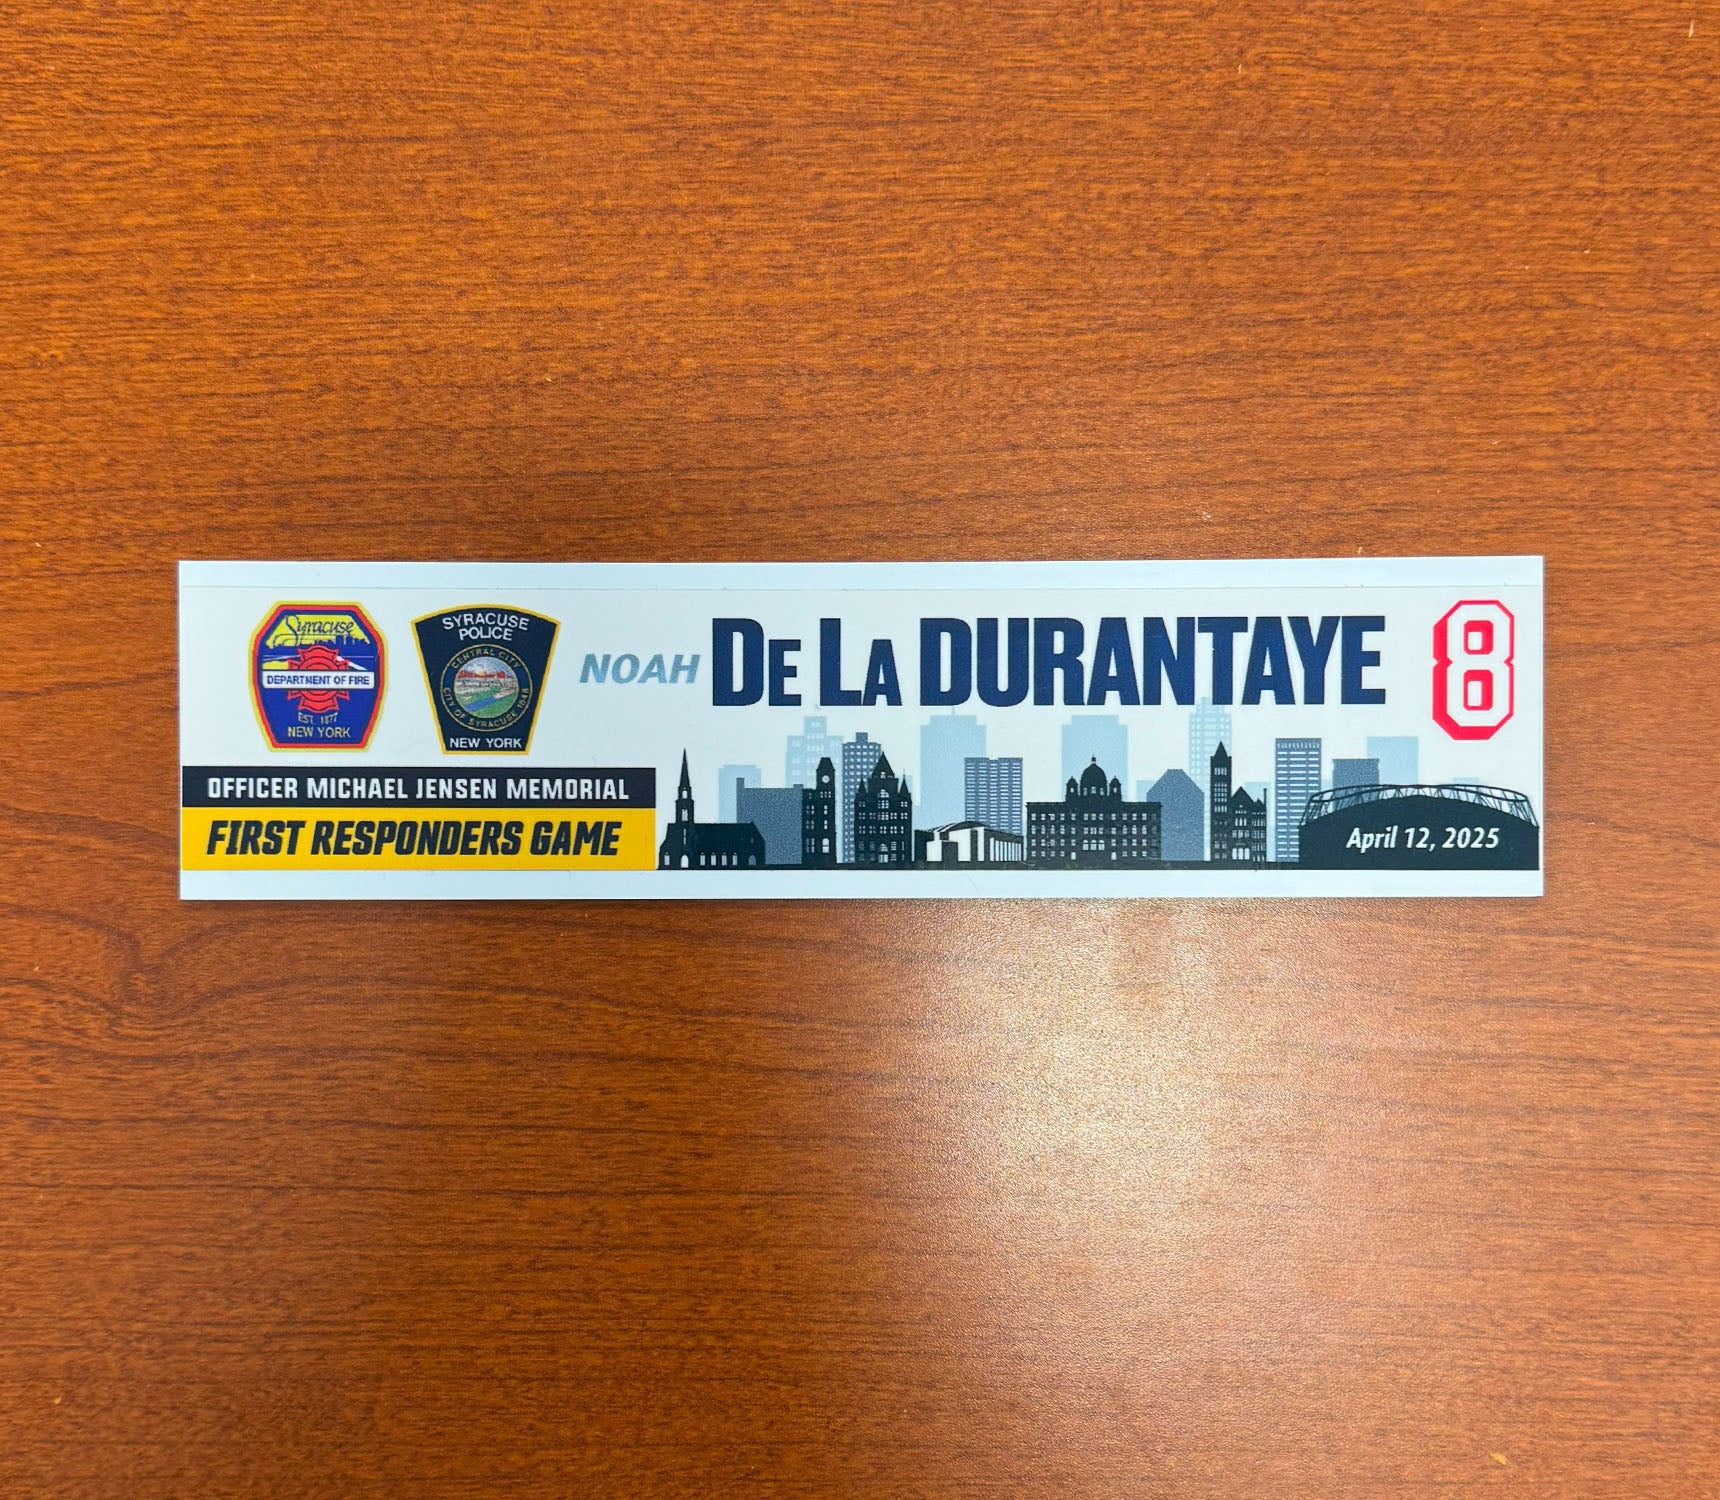 Syracuse
DEPARTMENT OF FIRE
EST. 1877
NEW YORK
SYRACUSE
POLICE
CENTRAL CITY
CITY OF SYRACUSE 1848
NEW YORK
NOAH DE LA DURANTAYE 8
OFFICER MICHAEL JENSEN MEMORIAL
FIRST RESPONDERS GAME
April 12, 2025